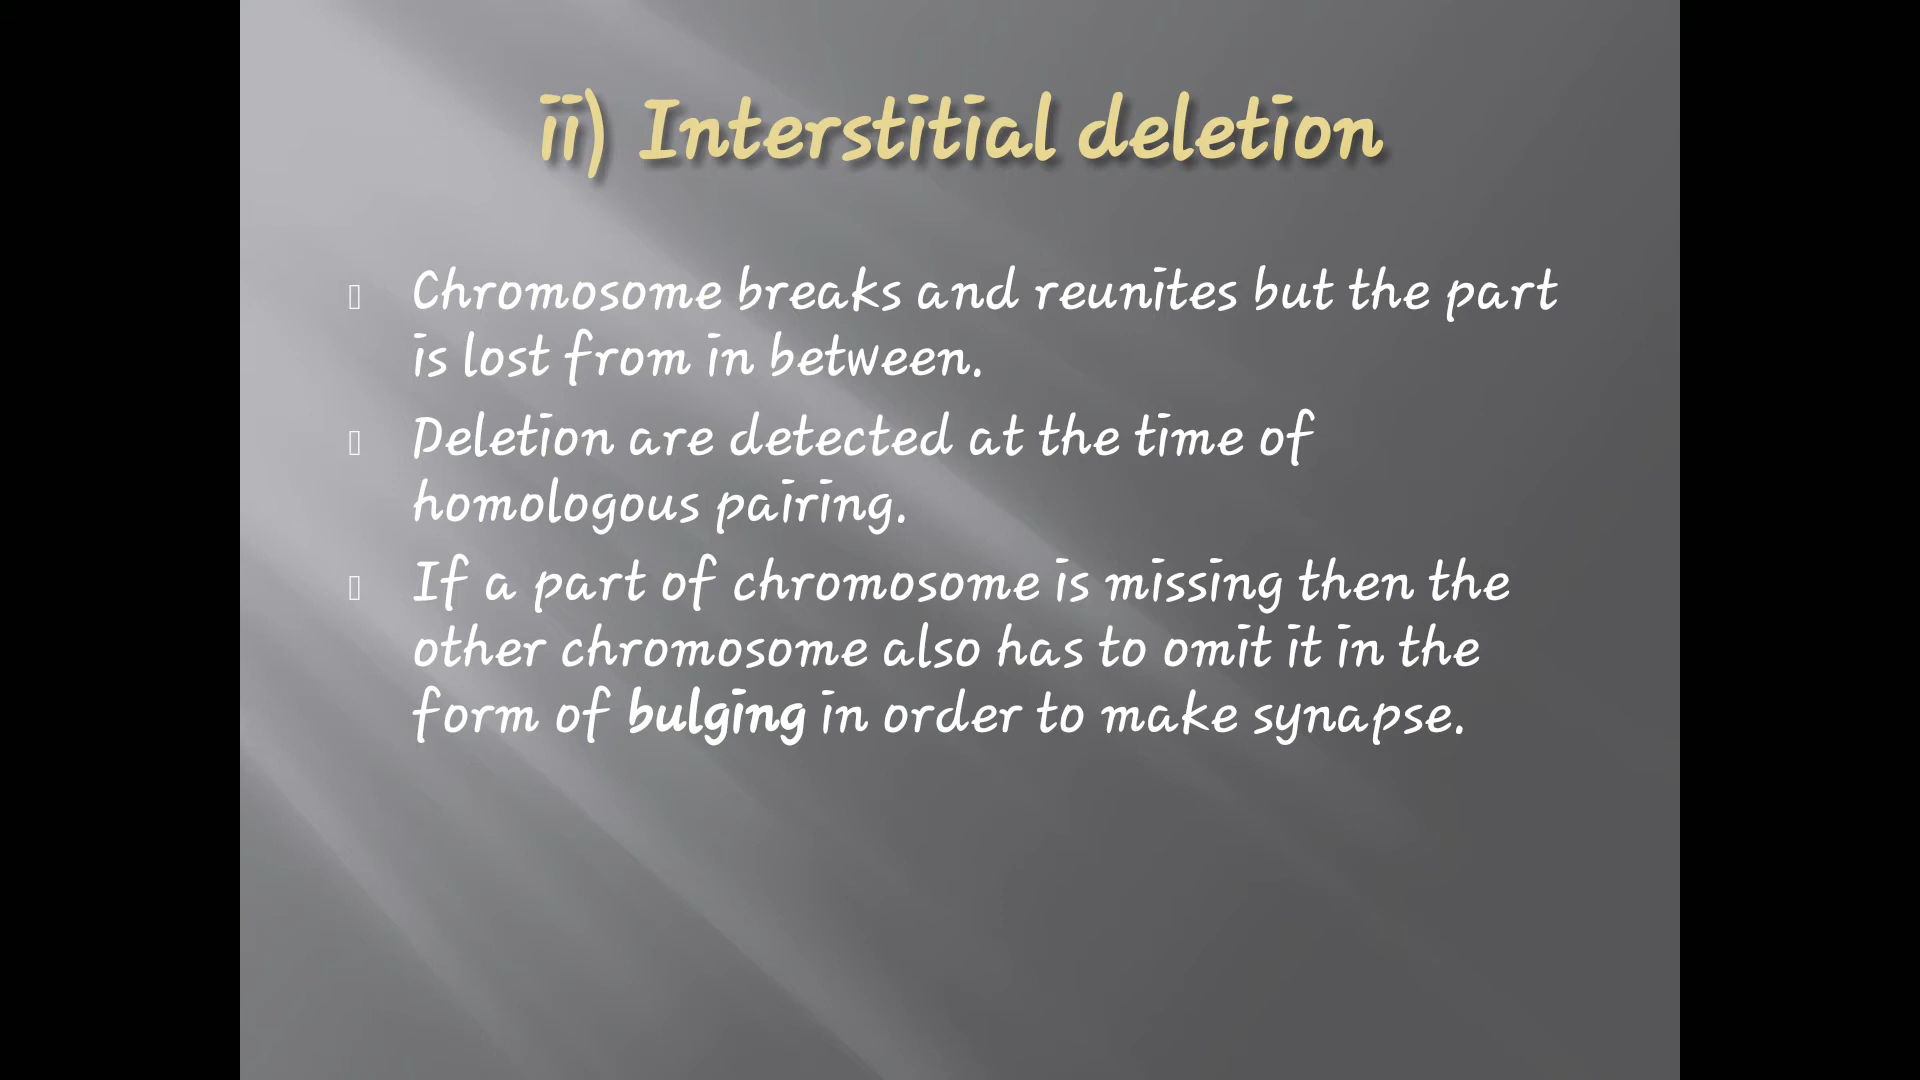 ii) Interstitial deletion
Chromosome breaks and reunites but the part
is lost from in between.
Deletion are detected at the time of
homologous pairing.
If a part of chromosome is missing then the
other chromosome also has to omit it in the
form of bulging in order to make synapse.